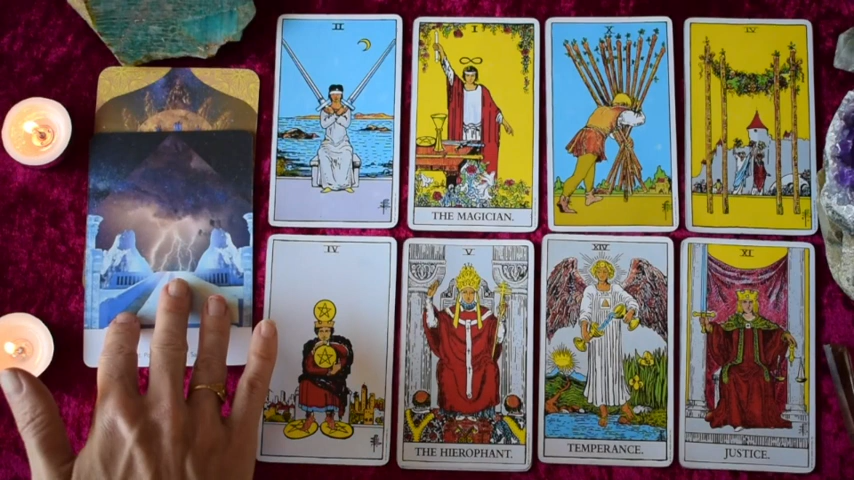 II
I
THE MAGICIAN.
X
IV
IV
V
THE HIEROPHANT.
XIV
TEMPERANCE.
XI
JUSTICE.